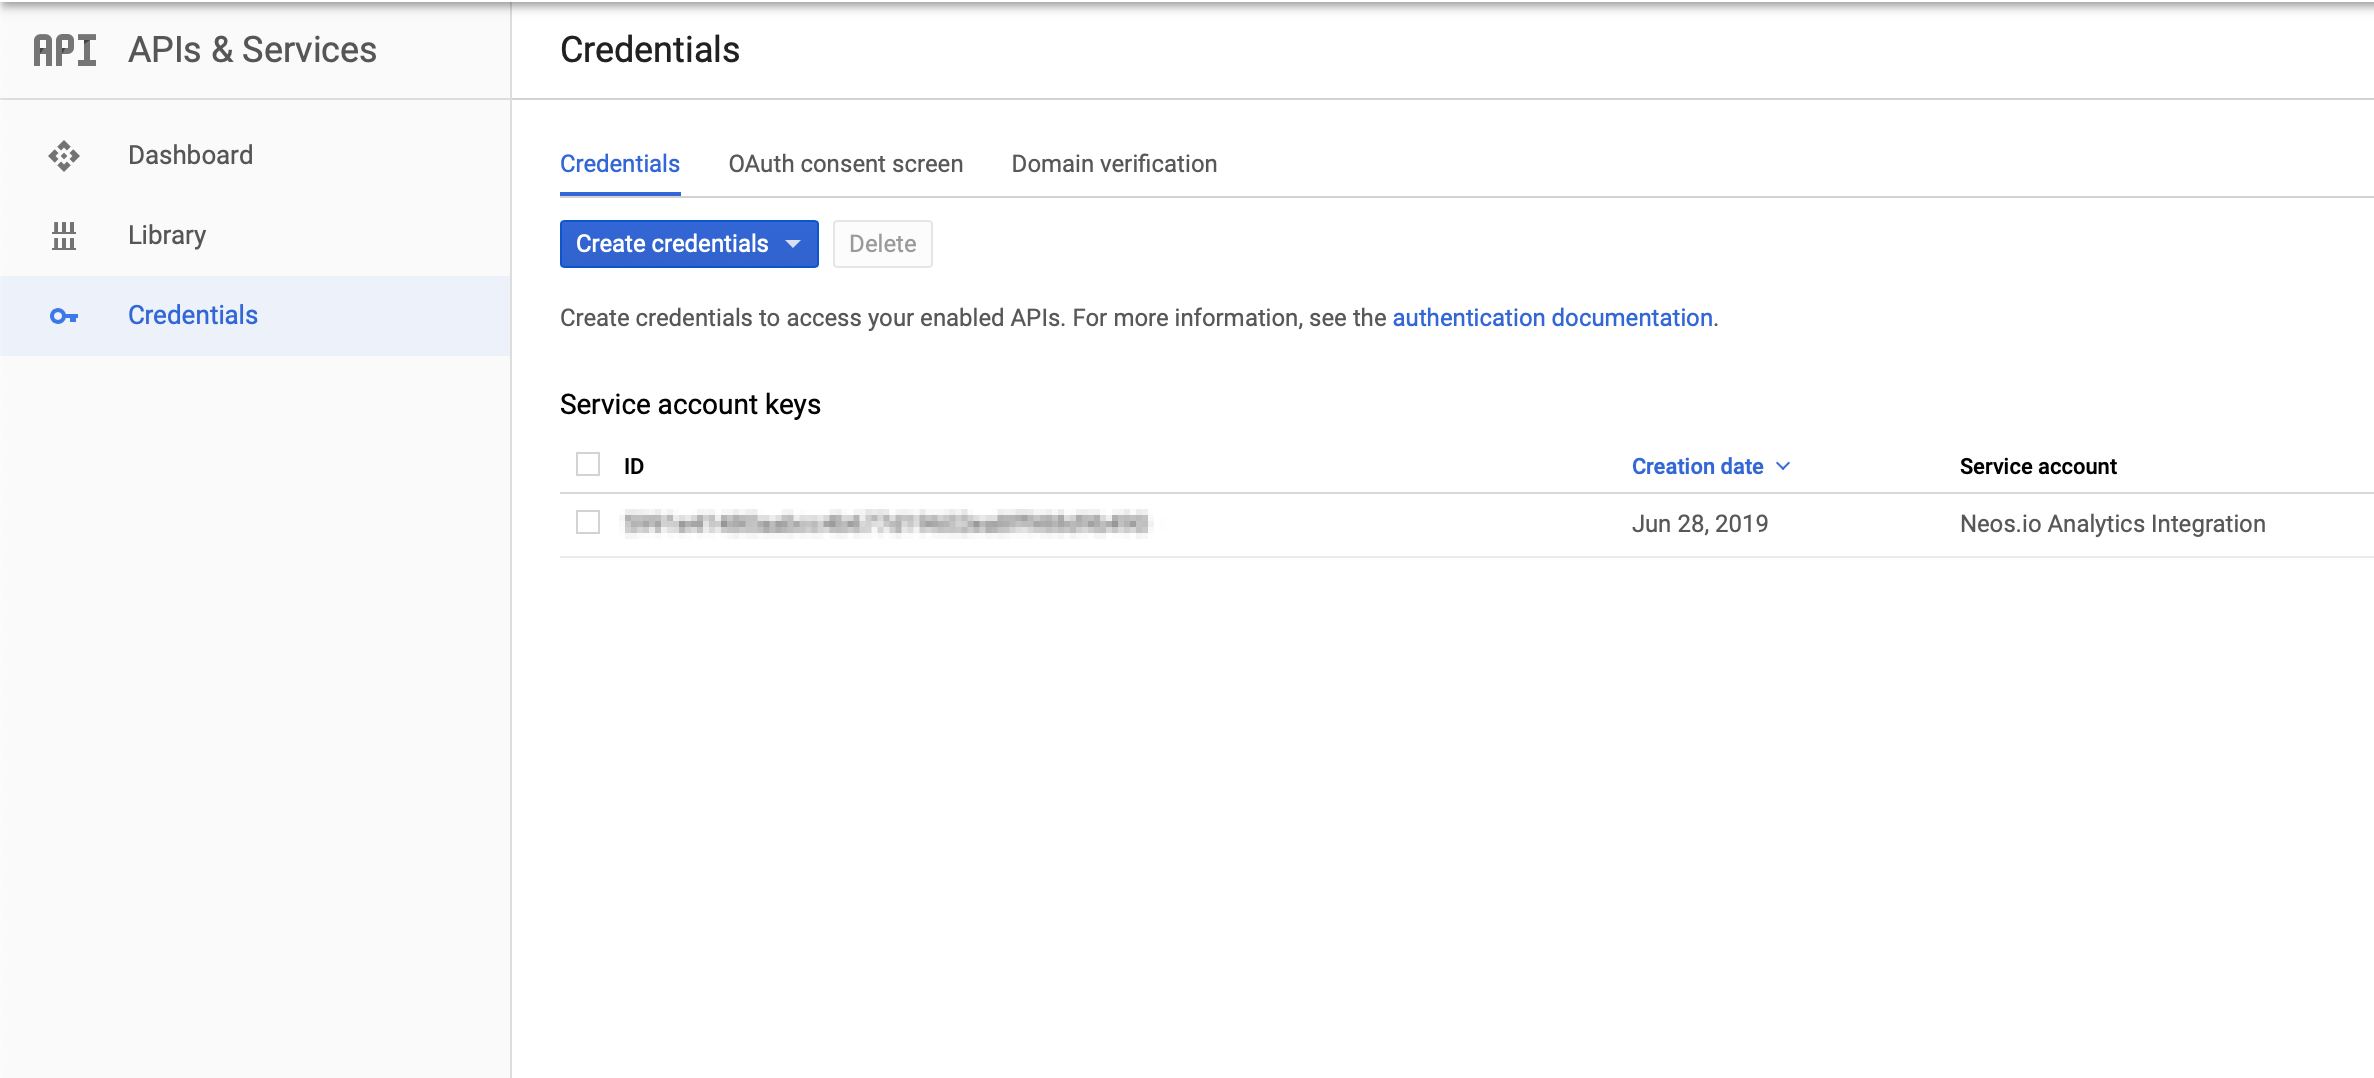 API APIs & Services
Credentials
Dashboard
Library
Credentials
Credentials OAuth consent screen Domain verification
Create credentials Delete
Create credentials to access your enabled APIs. For more information, see the authentication documentation.
Service account keys
ID Creation date Service account
Jun 28, 2019 Neos.io Analytics Integration